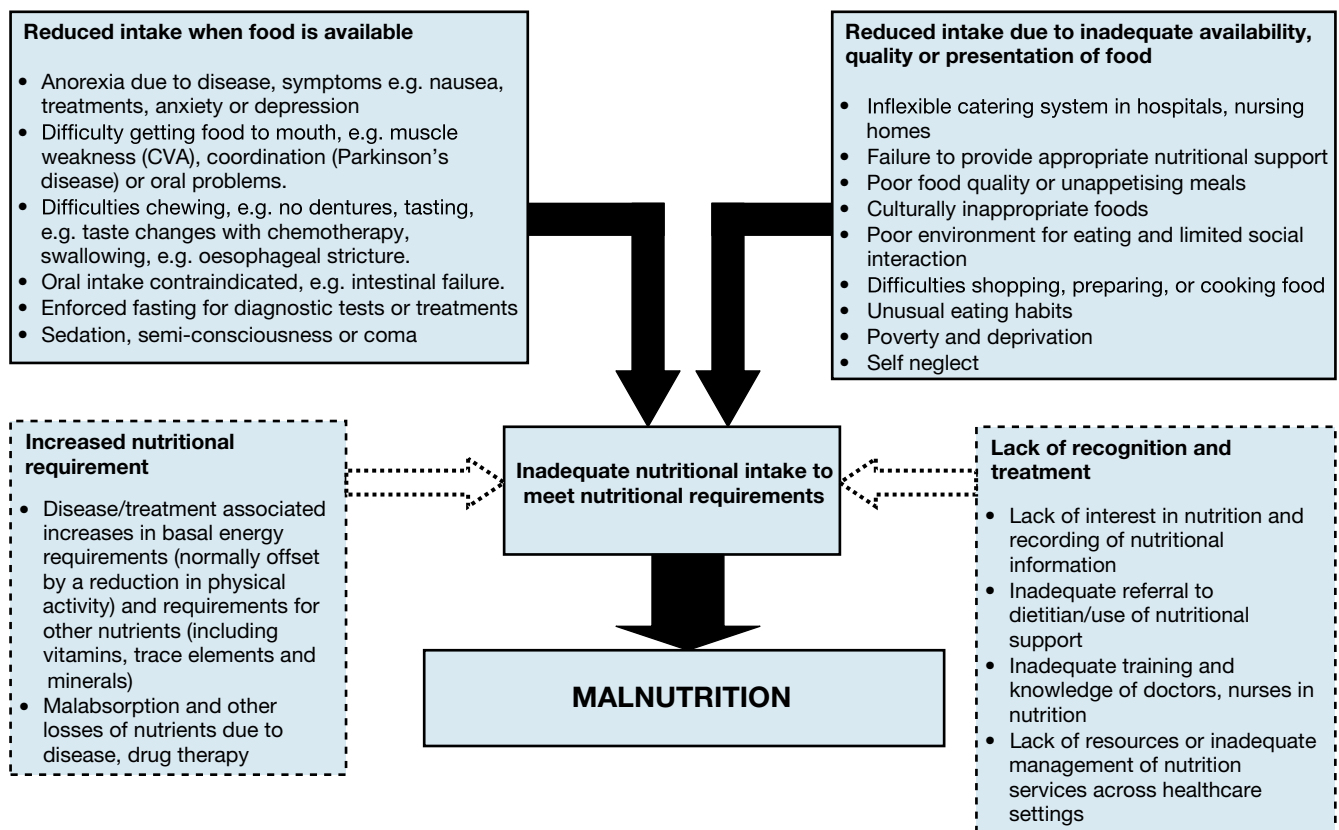 Reduced intake when food is available
• Anorexia due to disease, symptoms e.g. nausea,
treatments, anxiety or depression
• Difficulty getting food to mouth, e.g. muscle
weakness (CVA), coordination (Parkinson's
disease) or oral problems.
• Difficulties chewing, e.g. no dentures, tasting,
e.g. taste changes with chemotherapy,
swallowing, e.g. oesophageal stricture.
• Oral intake contraindicated, e.g. intestinal failure.
• Enforced fasting for diagnostic tests or treatments
• Sedation, semi-consciousness or coma
Reduced intake due to inadequate availability,
quality or presentation of food
• Inflexible catering system in hospitals, nursing
homes
• Failure to provide appropriate nutritional support
• Poor food quality or unappetising meals
• Culturally inappropriate foods
• Poor environment for eating and limited social
interaction
• Difficulties shopping, preparing, or cooking food
• Unusual eating habits
• Poverty and deprivation
• Self neglect
Increased nutritional
requirement
• Disease/treatment associated
increases in basal energy
requirements (normally offset
by a reduction in physical
activity) and requirements for
other nutrients (including
vitamins, trace elements and
minerals)
• Malabsorption and other
losses of nutrients due to
disease, drug therapy
Inadequate nutritional intake to
meet nutritional requirements
Lack of recognition and
treatment
• Lack of interest in nutrition and
recording of nutritional
information
• Inadequate referral to
dietitian/use of nutritional
support
• Inadequate training and
knowledge of doctors, nurses in
nutrition
• Lack of resources or inadequate
management of nutrition
services across healthcare
settings
MALNUTRITION